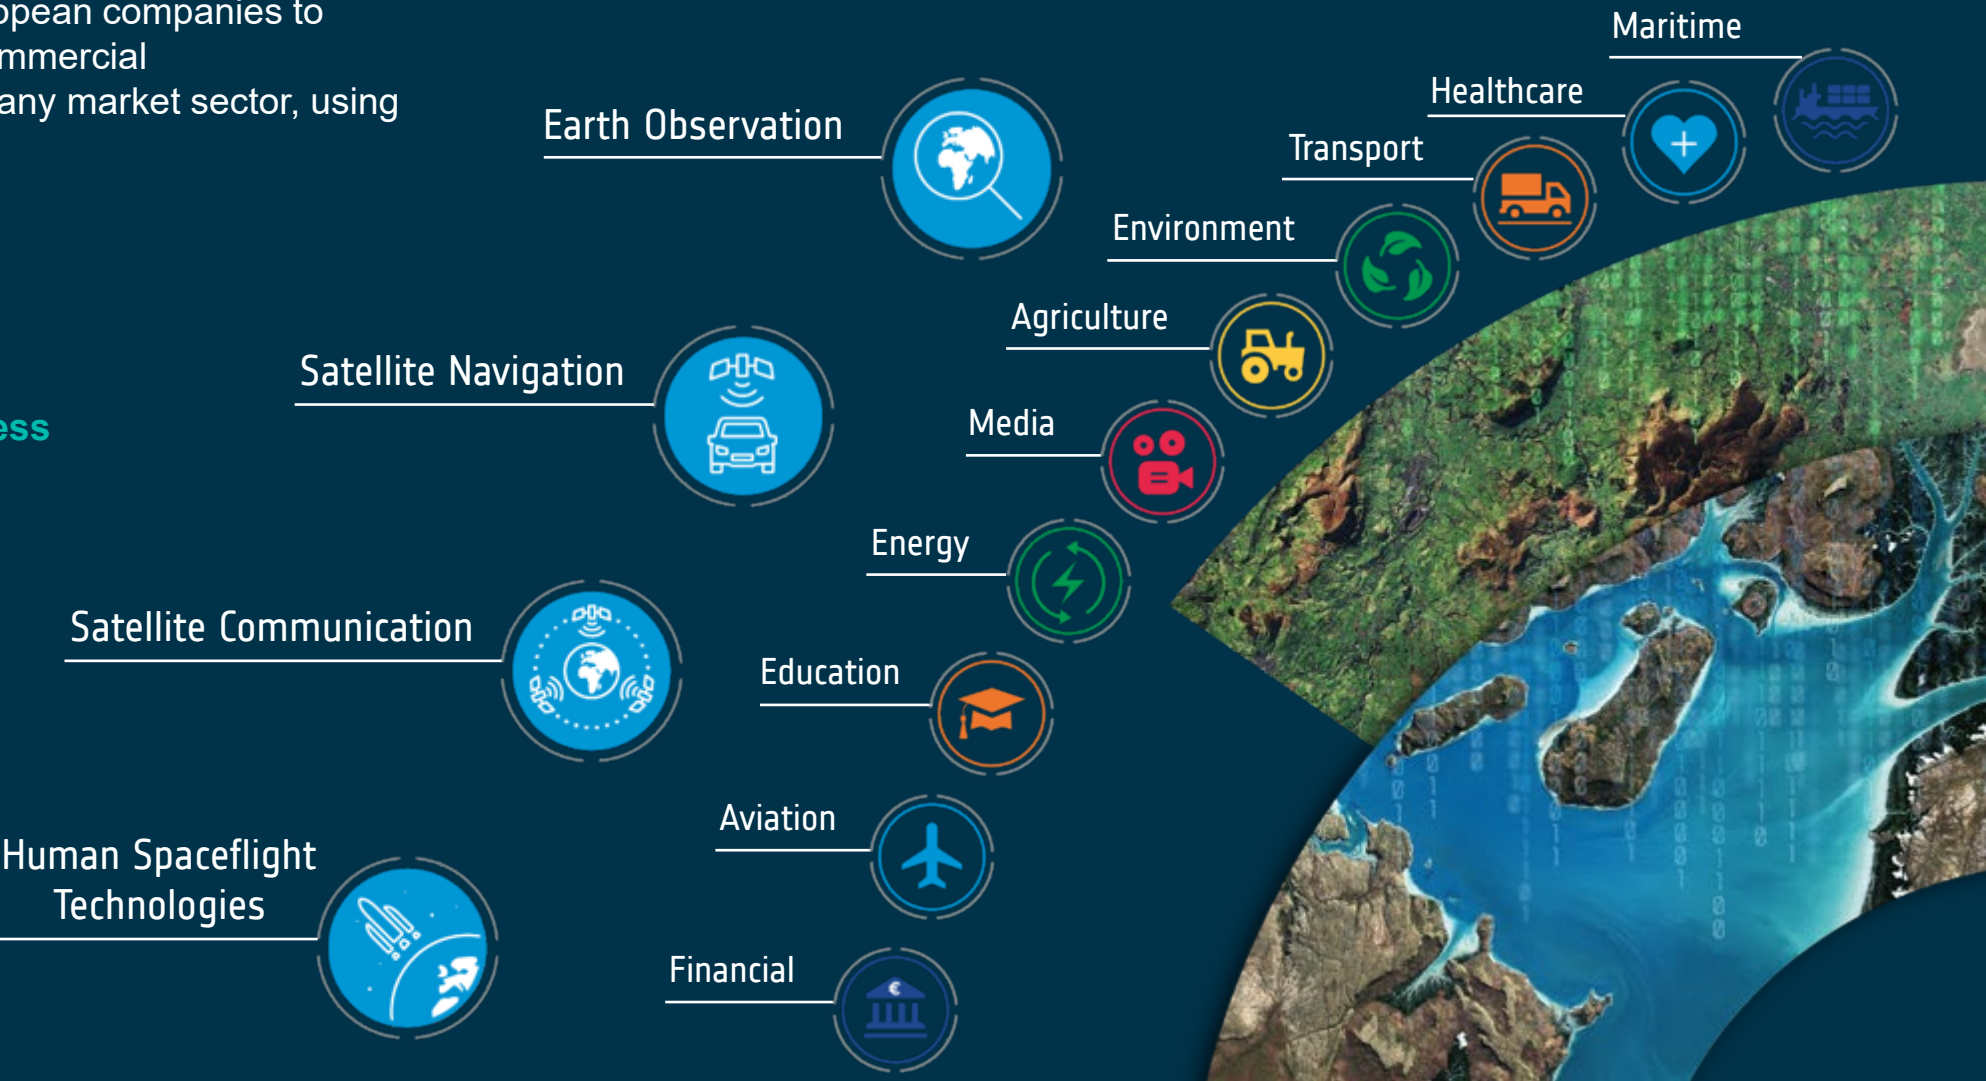 opean companies to
mmercial
any market sector, using
ess
Earth Observation
Satellite Navigation
Satellite Communication
Human Spaceflight
Technologies
Maritime
Healthcare
Transport
Environment
Agriculture
Media
Energy
Education
Aviation
Financial
€